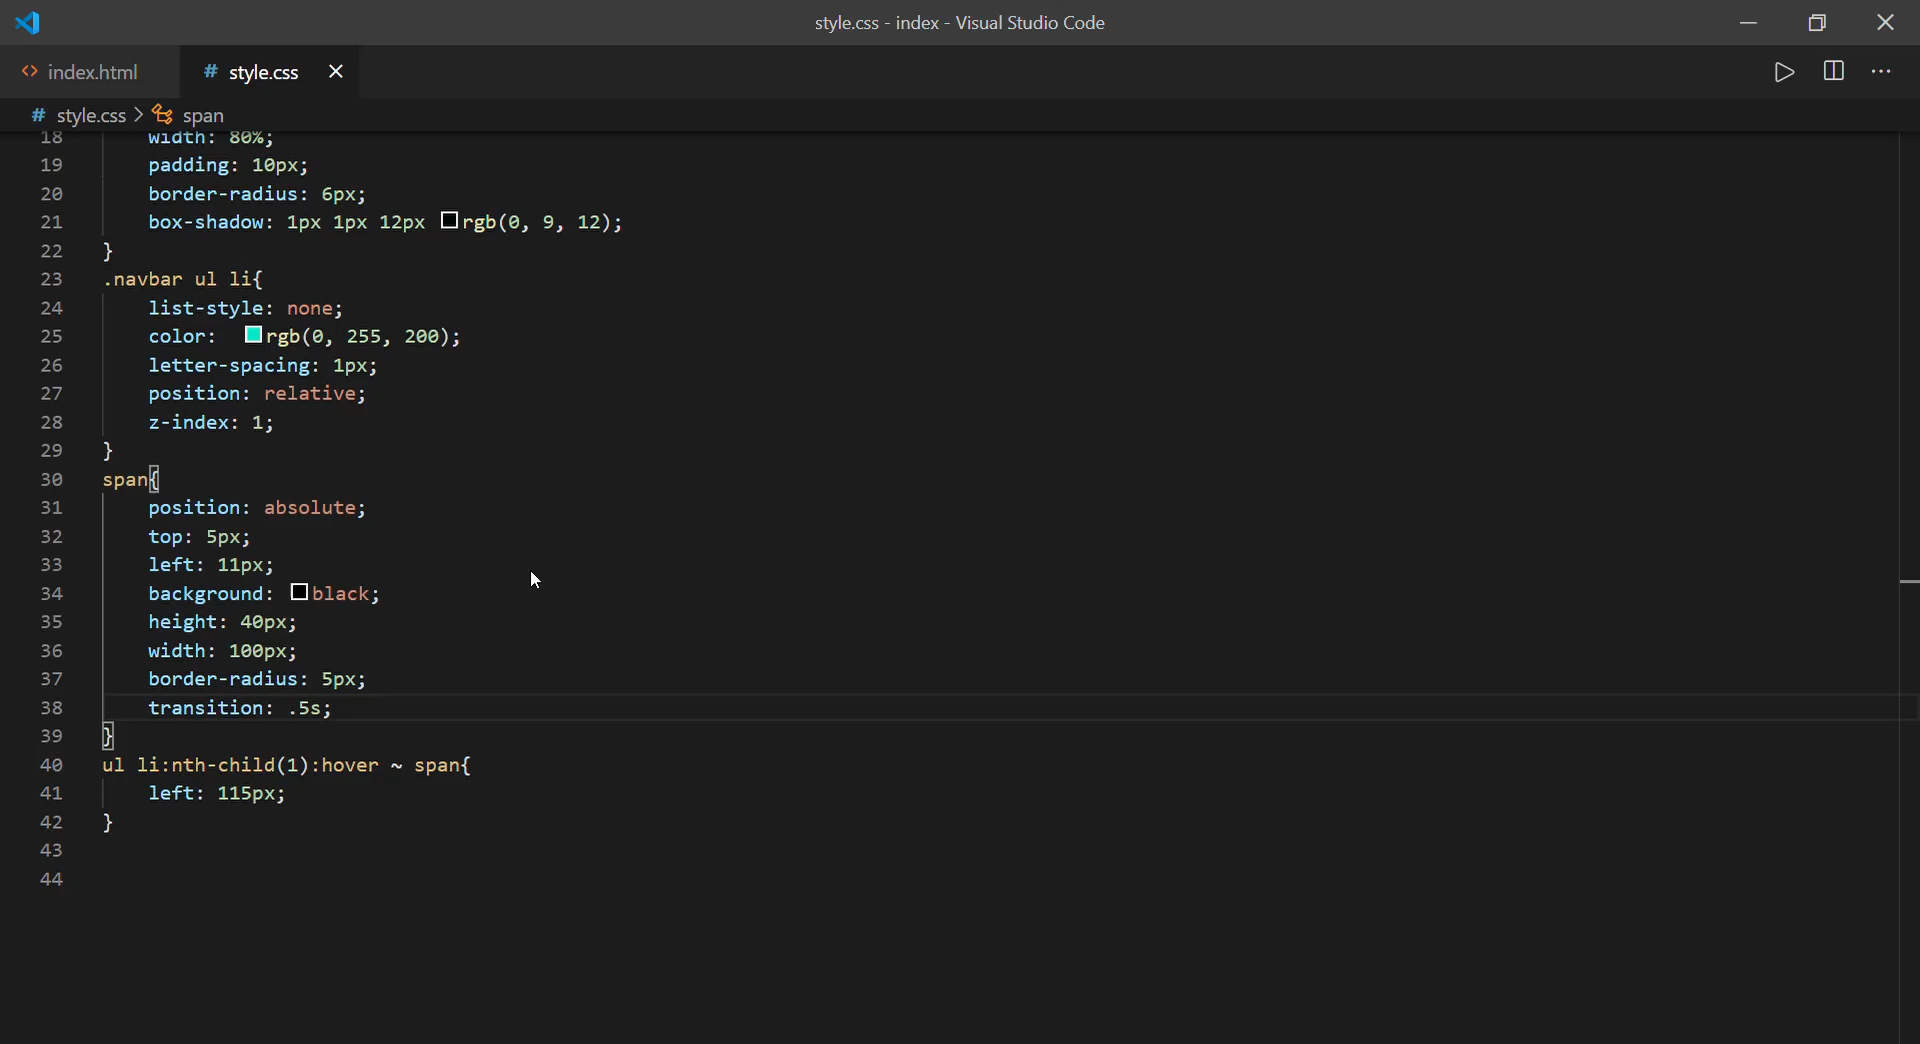 style.css - index - Visual Studio Code
<> index.html # style.css
# style.css > span
18 width: 80%;
19 padding: 10px;
20 border-radius: 6px;
21 box-shadow: 1px 1px 12px rgb(0, 9, 12);
22 }
23 .navbar ul li{
24 list-style: none;
25 color: rgb(0, 255, 200);
26 letter-spacing: 1px;
27 position: relative;
28 z-index: 1;
29 }
30 span{
31 position: absolute;
32 top: 5px;
33 left: 11px;
34 background: black;
35 height: 40px;
36 width: 100px;
37 border-radius: 5px;
38 transition: .5s;
39 }
40 ul li:nth-child(1):hover ~ span{
41 left: 115px;
42 }
43
44